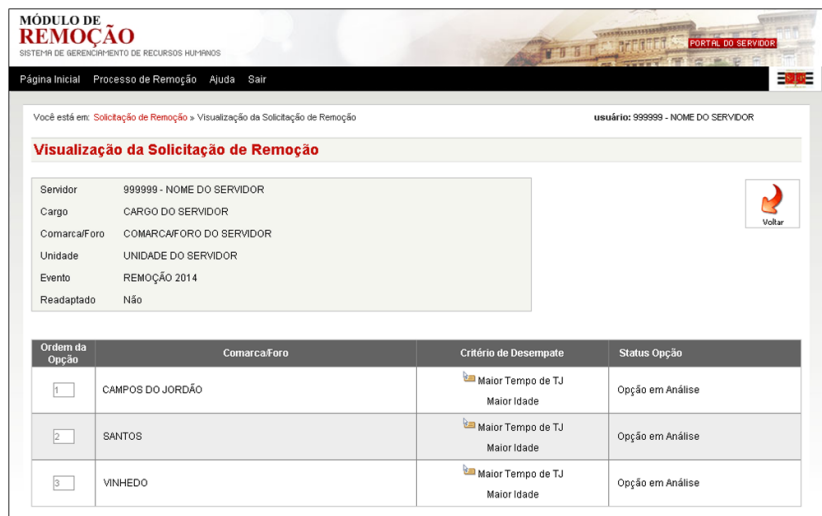 MÓDULO DE
REMOÇÃO
SISTEMA DE GERENCIAMENTO DE RECURSOS HUMANOS
PORTAL DO SERVIDOR
Página Inicial Processo de Remoção Ajuda Sair
Você está em: Solicitação de Remoção » Visualização da Solicitação de Remoção usuário: 999999 - NOME DO SERVIDOR
Visualização da Solicitação de Remoção
Servidor 999999 - NOME DO SERVIDOR
Cargo CARGO DO SERVIDOR
Comarca/Foro COMARCA/FORO DO SERVIDOR
Unidade UNIDADE DO SERVIDOR
Evento REMOÇÃO 2014
Readaptado Não
Voltar
Ordem da Opção Comarca/Foro Critério de Desempate Status Opção
1 CAMPOS DO JORDÃO Maior Tempo de TJ Opção em Análise
Maior Idade
2 SANTOS Maior Tempo de TJ Opção em Análise
Maior Idade
3 VINHEDO Maior Tempo de TJ Opção em Análise
Maior Idade